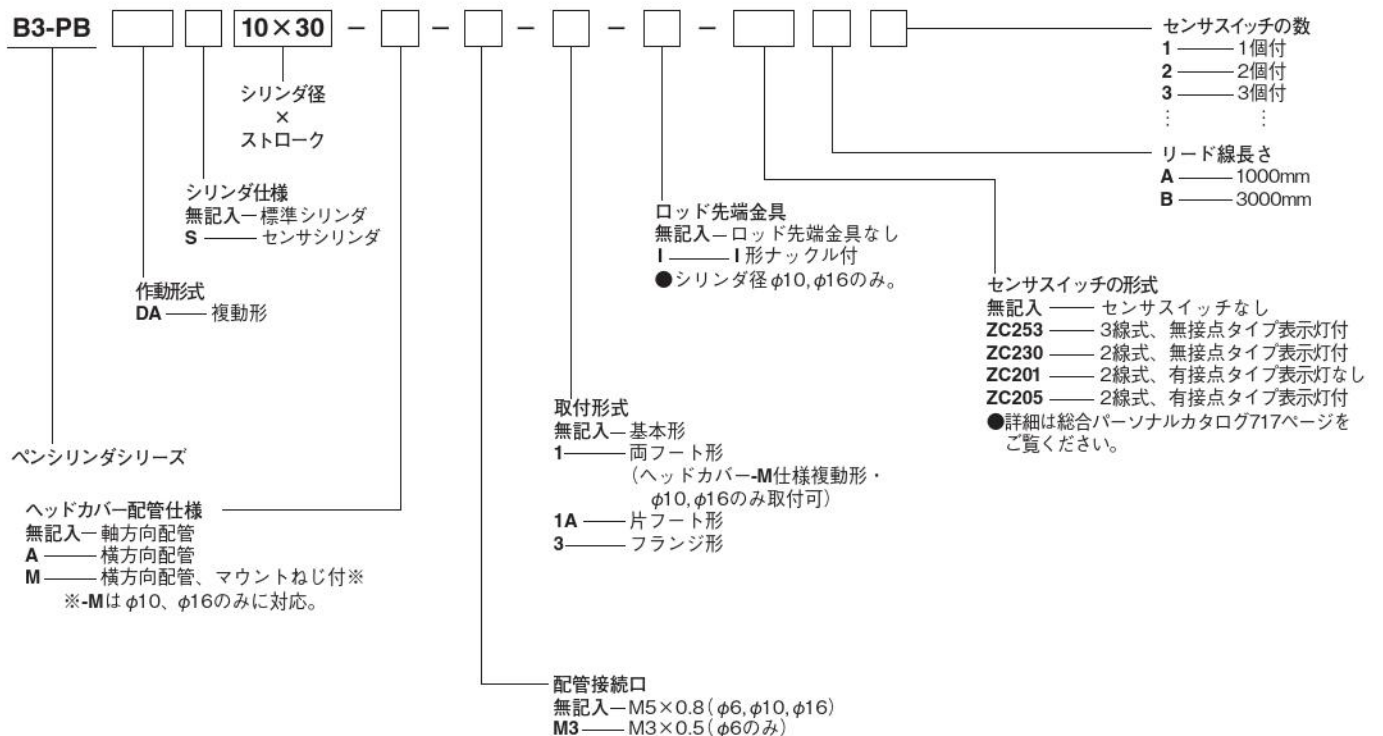 B3-PB 10×30 − − − − −
センサスイッチの数
1 —— 1個付
2 —— 2個付
3 —— 3個付
⋮ ⋮
リード線長さ
A —— 1000mm
B —— 3000mm
シリンダ径
×
ストローク
シリンダ仕様
無記入—標準シリンダ
S —— センサシリンダ
作動形式
DA —— 複動形
ロッド先端金具
無記入—ロッド先端金具なし
I —— I形ナックル付
●シリンダ径φ10,φ16のみ。
センサスイッチの形式
無記入 —— センサスイッチなし
ZC253 —— 3線式、無接点タイプ表示灯付
ZC230 —— 2線式、無接点タイプ表示灯付
ZC201 —— 2線式、有接点タイプ表示灯なし
ZC205 —— 2線式、有接点タイプ表示灯付
●詳細は総合パーソナルカタログ717ページを
ご覧ください。
取付形式
無記入—基本形
1—— 両フート形
（ヘッドカバー-M仕様複動形・
φ10,φ16のみ取付可）
1A —— 片フート形
3—— フランジ形
ペンシリンダシリーズ
ヘッドカバー配管仕様
無記入—軸方向配管
A —— 横方向配管
M —— 横方向配管、マウントねじ付※
※-Mはφ10、φ16のみに対応。
配管接続口
無記入—M5×0.8(φ6,φ10,φ16)
M3—— M3×0.5(φ6のみ)